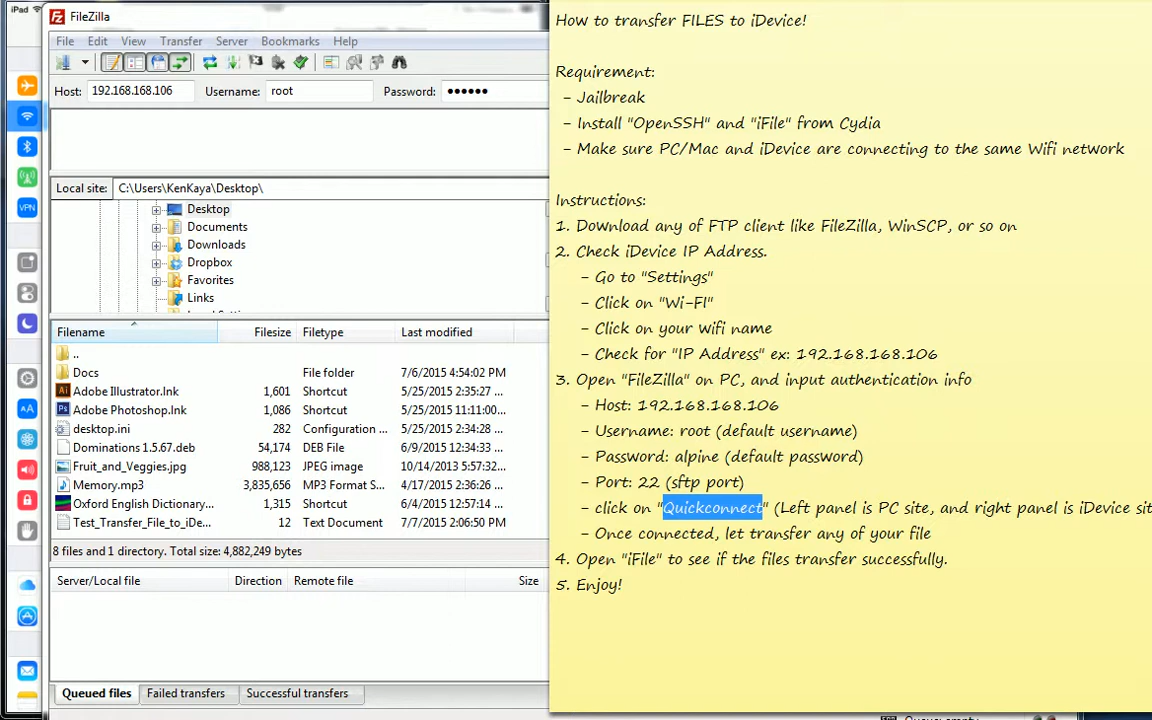 iPad
FileZilla
File Edit View Transfer Server Bookmarks Help
Host: 192.168.168.106 Username: root Password: ••••••
Local site: C:\Users\KenKaya\Desktop\
Desktop
Documents
Downloads
Dropbox
Favorites
Links
Filename Filesize Filetype Last modified
..
Docs File folder 7/6/2015 4:54:02 PM
Adobe Illustrator.lnk 1,601 Shortcut 5/25/2015 2:35:27...
Adobe Photoshop.lnk 1,086 Shortcut 5/25/2015 11:11:00...
desktop.ini 282 Configuration ... 5/25/2015 2:34:28...
Dominations 1.5.67.deb 54,174 DEB File 6/9/2015 12:34:33...
Fruit_and_Veggies.jpg 988,123 JPEG image 10/14/2013 5:57:32...
Memory.mp3 3,835,656 MP3 Format S... 4/17/2015 2:36:26...
Oxford English Dictionary... 1,315 Shortcut 6/4/2015 12:57:14...
Test_Transfer_File_to_iDe... 12 Text Document 7/7/2015 2:06:50 PM
8 files and 1 directory. Total size: 4,882,249 bytes
Server/Local file Direction Remote file Size
Queued files Failed transfers Successful transfers
How to transfer FILES to iDevice!
Requirement:
- Jailbreak
- Install "OpenSSH" and "iFile" from Cydia
- Make sure PC/Mac and iDevice are connecting to the same Wifi network
Instructions:
1. Download any of FTP client like FileZilla, WinSCP, or so on
2. Check iDevice IP Address.
- Go to "Settings"
- Click on "Wi-FI"
- Click on your wifi name
- Check for "IP Address" ex: 192.168.168.106
3. Open "FileZilla" on PC, and input authentication info
- Host: 192.168.168.106
- Username: root (default username)
- Password: alpine (default password)
- Port: 22 (sftp port)
- click on "Quickconnect" (Left panel is PC site, and right panel is iDevice sit
- Once connected, let transfer any of your file
4. Open "iFile" to see if the files transfer successfully.
5. Enjoy!
VPN
AA